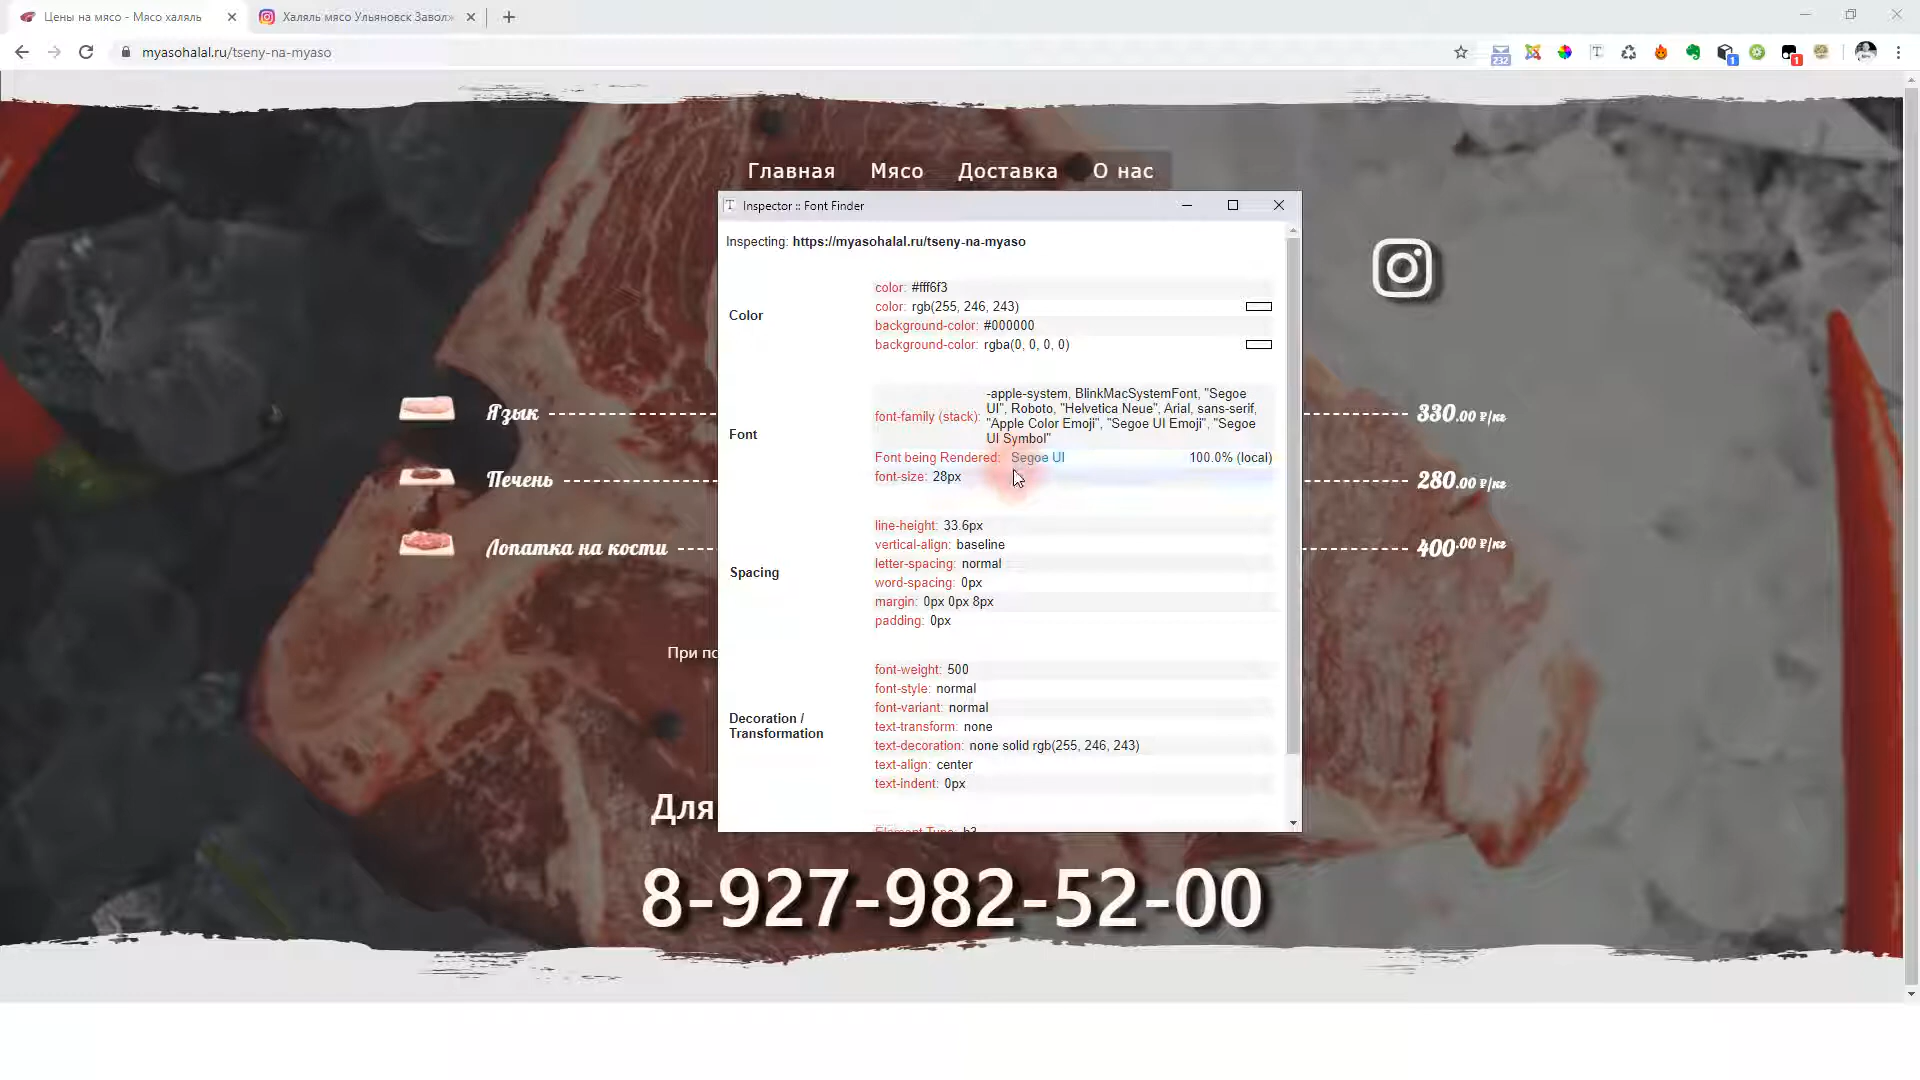 Цены на мясо - Мясо халяль
Халяль мясо Ульяновск Заволж
myasohalal.ru/tseny-na-myaso
232
1
1
Главная Мясо Доставка О нас
T Inspector :: Font Finder
Inspecting: https://myasohalal.ru/tseny-na-myaso
Color
color: #fff6f3
color: rgb(255, 246, 243)
background-color: #000000
background-color: rgba(0, 0, 0, 0)
Font
font-family (stack): -apple-system, BlinkMacSystemFont, "Segoe
UI", Roboto, "Helvetica Neue", Arial, sans-serif,
"Apple Color Emoji", "Segoe UI Emoji", "Segoe
UI Symbol"
Font being Rendered: Segoe UI 100.0% (local)
font-size: 28px
Spacing
line-height: 33.6px
vertical-align: baseline
letter-spacing: normal
word-spacing: 0px
margin: 0px 0px 8px
padding: 0px
Decoration /
Transformation
font-weight: 500
font-style: normal
font-variant: normal
text-transform: none
text-decoration: none solid rgb(255, 246, 243)
text-align: center
text-indent: 0px
Element Type: h3
Язык 330.00 ₽/кг
Печень 280.00 ₽/кг
Лопатка на кости 400.00 ₽/кг
При по
Для
8-927-982-52-00